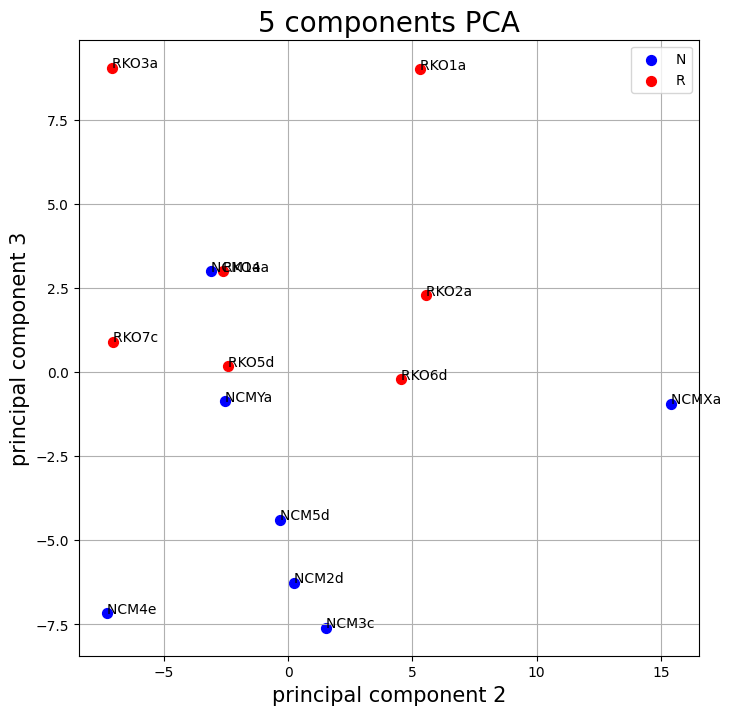 5 components PCA
N
R
RKO3a
RKO1a
RKO2a
RKO7c
RKO5d
RKO6d
NCMYa
NCMXa
NCM5d
NCM2d
NCM4e
NCM3c
7.5
5.0
2.5
0.0
−2.5
−5.0
−7.5
principal component 3
−5
0
5
10
15
principal component 2